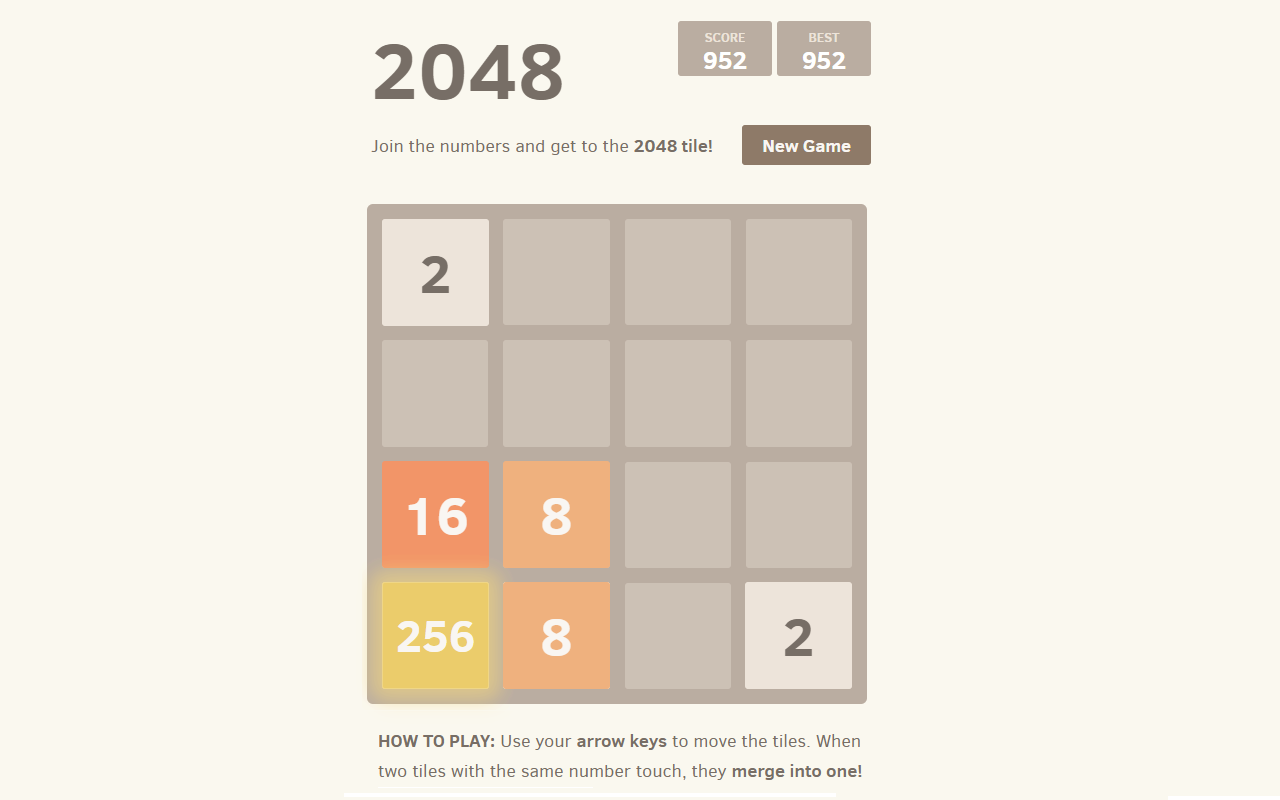 2048
SCORE
952
BEST
952
Join the numbers and get to the 2048 tile!
New Game
2
16 8
256 8 2
HOW TO PLAY: Use your arrow keys to move the tiles. When
two tiles with the same number touch, they merge into one!